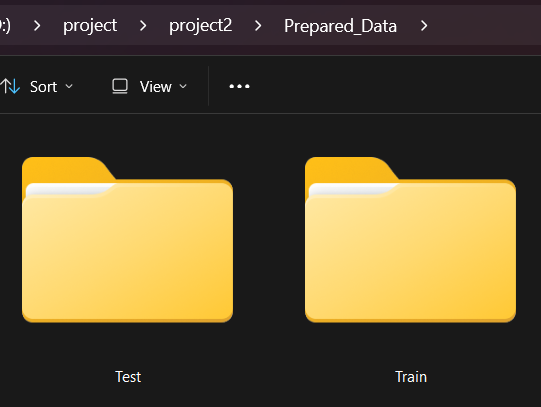 :) > project > project2 > Prepared_Data >
Sort View
Test Train